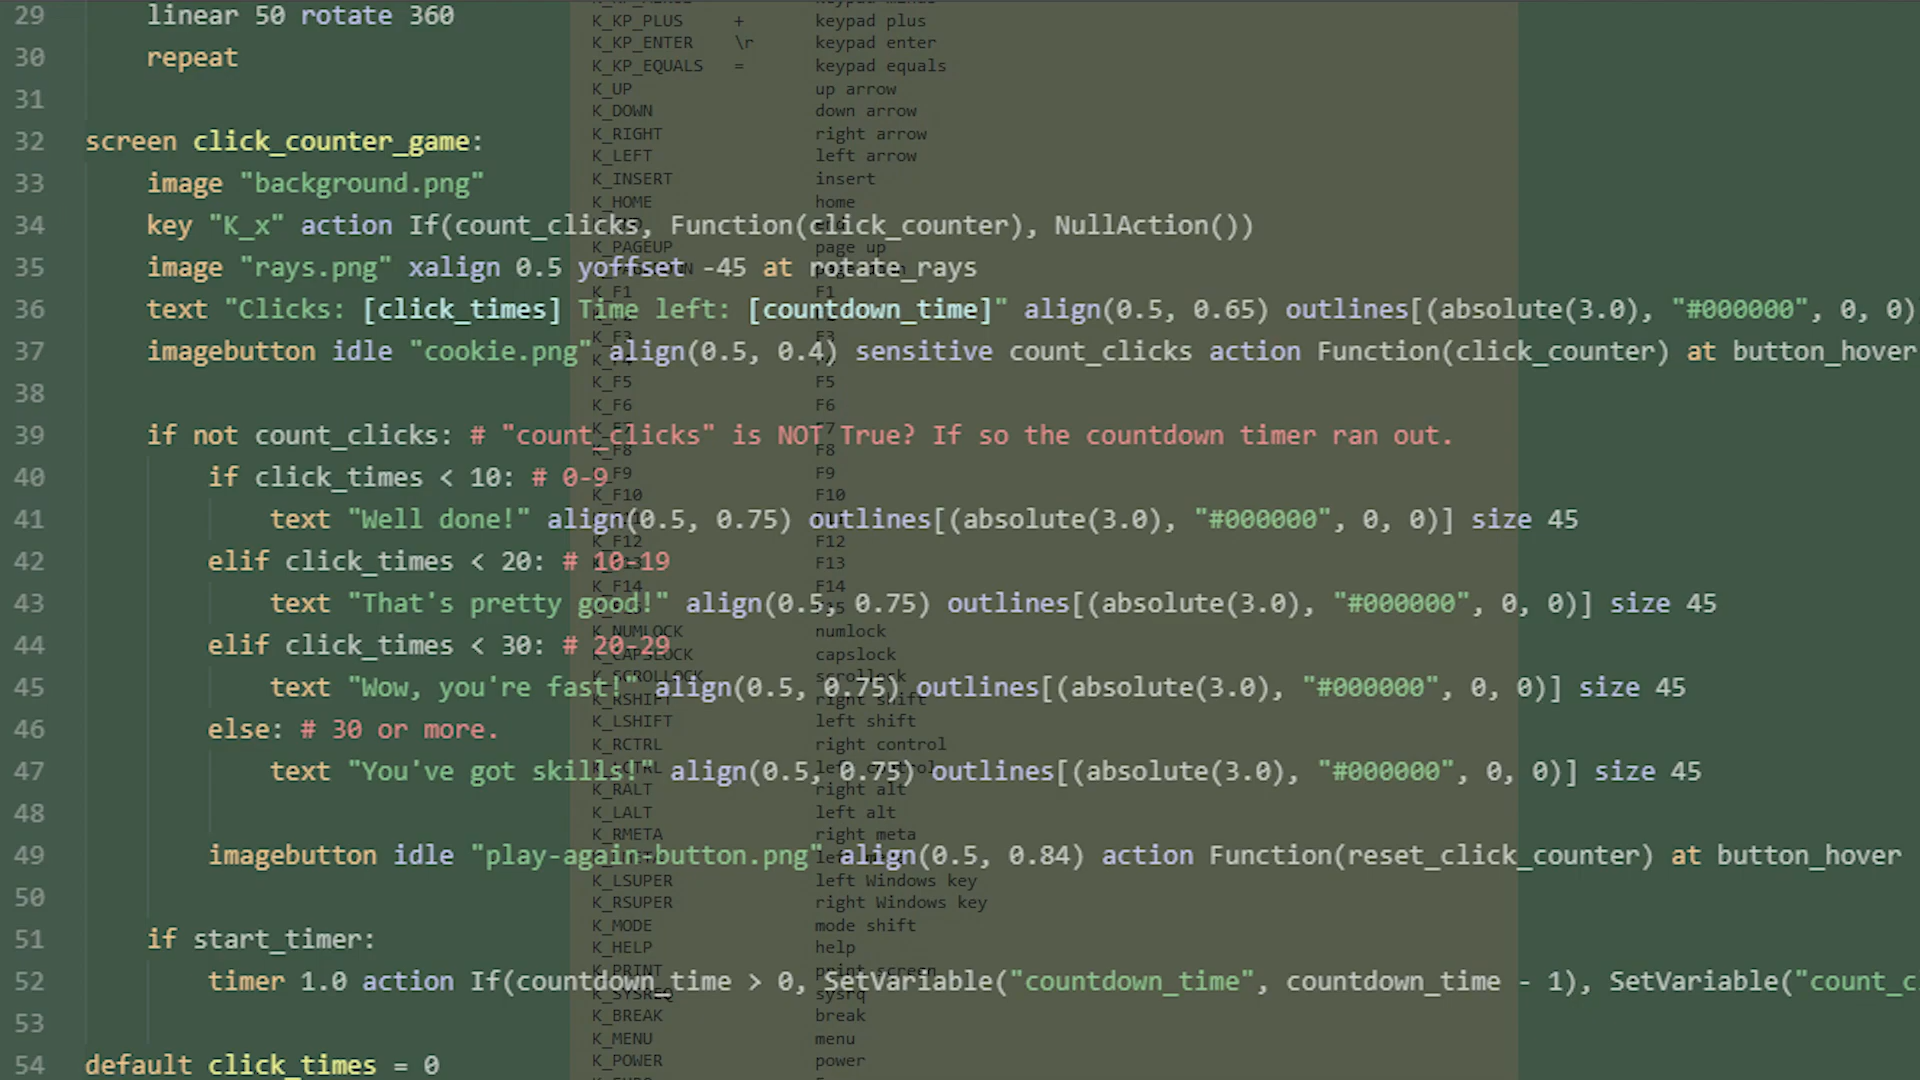 29 linear 50 rotate 360
30 repeat
31
32 screen click_counter_game:
33 image "background.png"
34 key "K_x" action If(count_clicks, Function(click_counter), NullAction())
35 image "rays.png" xalign 0.5 yoffset -45 at rotate_rays
36 text "Clicks: [click_times] Time left: [countdown_time]" align(0.5, 0.65) outlines[(absolute(3.0), "#000000", 0, 0)
37 imagebutton idle "cookie.png" align(0.5, 0.4) sensitive count_clicks action Function(click_counter) at button_hover
38
39 if not count_clicks: # "count_clicks" is NOT True? If so the countdown timer ran out.
40 if click_times < 10: # 0-9
41 text "Well done!" align(0.5, 0.75) outlines[(absolute(3.0), "#000000", 0, 0)] size 45
42 elif click_times < 20: # 10-19
43 text "That's pretty good!" align(0.5, 0.75) outlines[(absolute(3.0), "#000000", 0, 0)] size 45
44 elif click_times < 30: # 20-29
45 text "Wow, you're fast!" align(0.5, 0.75) outlines[(absolute(3.0), "#000000", 0, 0)] size 45
46 else: # 30 or more.
47 text "You've got skills!" align(0.5, 0.75) outlines[(absolute(3.0), "#000000", 0, 0)] size 45
48
49 imagebutton idle "play-again-button.png" align(0.5, 0.84) action Function(reset_click_counter) at button_hover
50
51 if start_timer:
52 timer 1.0 action If(countdown_time > 0, SetVariable("countdown_time", countdown_time - 1), SetVariable("count_c
53
54 default click_times = 0
K_KP_PLUS + keypad plus
K_KP_ENTER \r keypad enter
K_KP_EQUALS = keypad equals
K_UP up arrow
K_DOWN down arrow
K_RIGHT right arrow
K_LEFT left arrow
K_INSERT insert
K_HOME home
K_PAGEUP page up
K_F1 F1
K_F5 F5
K_F6 F6
K_F8 F8
K_F9 F9
K_F10 F10
K_F12 F12
F13
K_F14 F14
K_NUMLOCK numlock
K_CAPSLOCK capslock
K_SCROLLOCK scrollock
K_RSHIFT right shift
K_LSHIFT left shift
K_RCTRL right control
K_LCTRL left control
K_RALT right alt
K_LALT left alt
K_RMETA right meta
K_LSUPER left Windows key
K_RSUPER right Windows key
K_MODE mode shift
K_HELP help
K_PRINT print screen
K_SYSREQ sysrq
K_BREAK break
K_MENU menu
K_POWER power